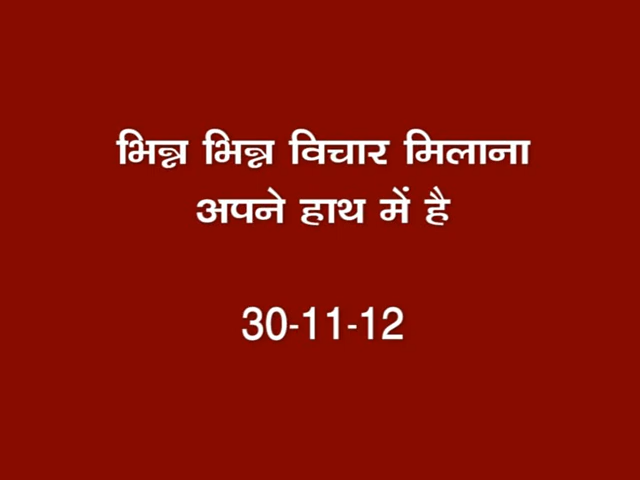 भिन्न भिन्न विचार मिलाना
अपने हाथ में है
30-11-12